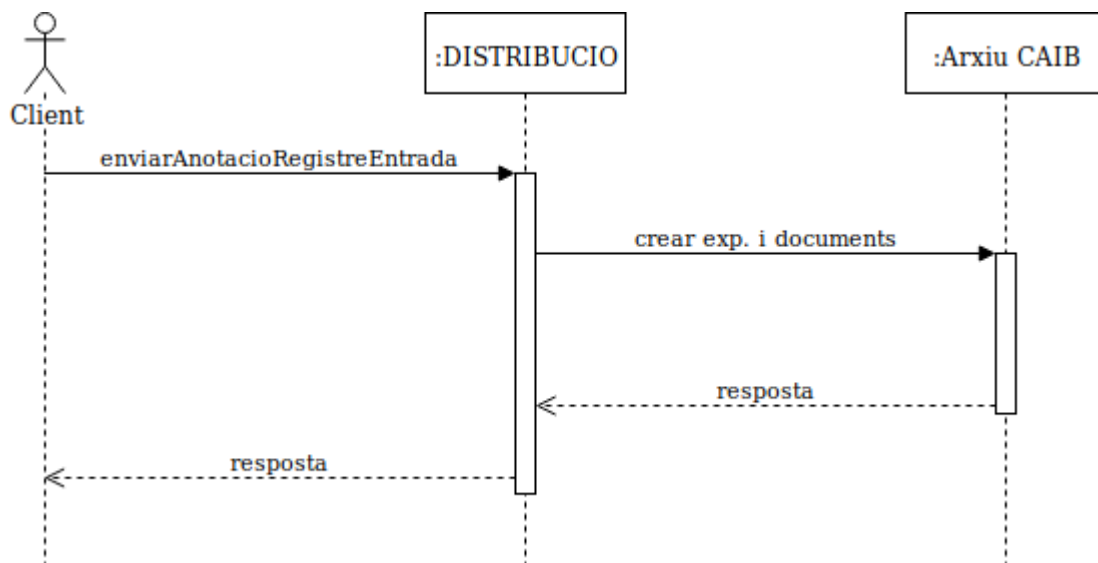 :DISTRIBUCIO
:Arxiu CAIB
Client
enviarAnotacioRegistreEntrada
crear exp. i documents
resposta
resposta